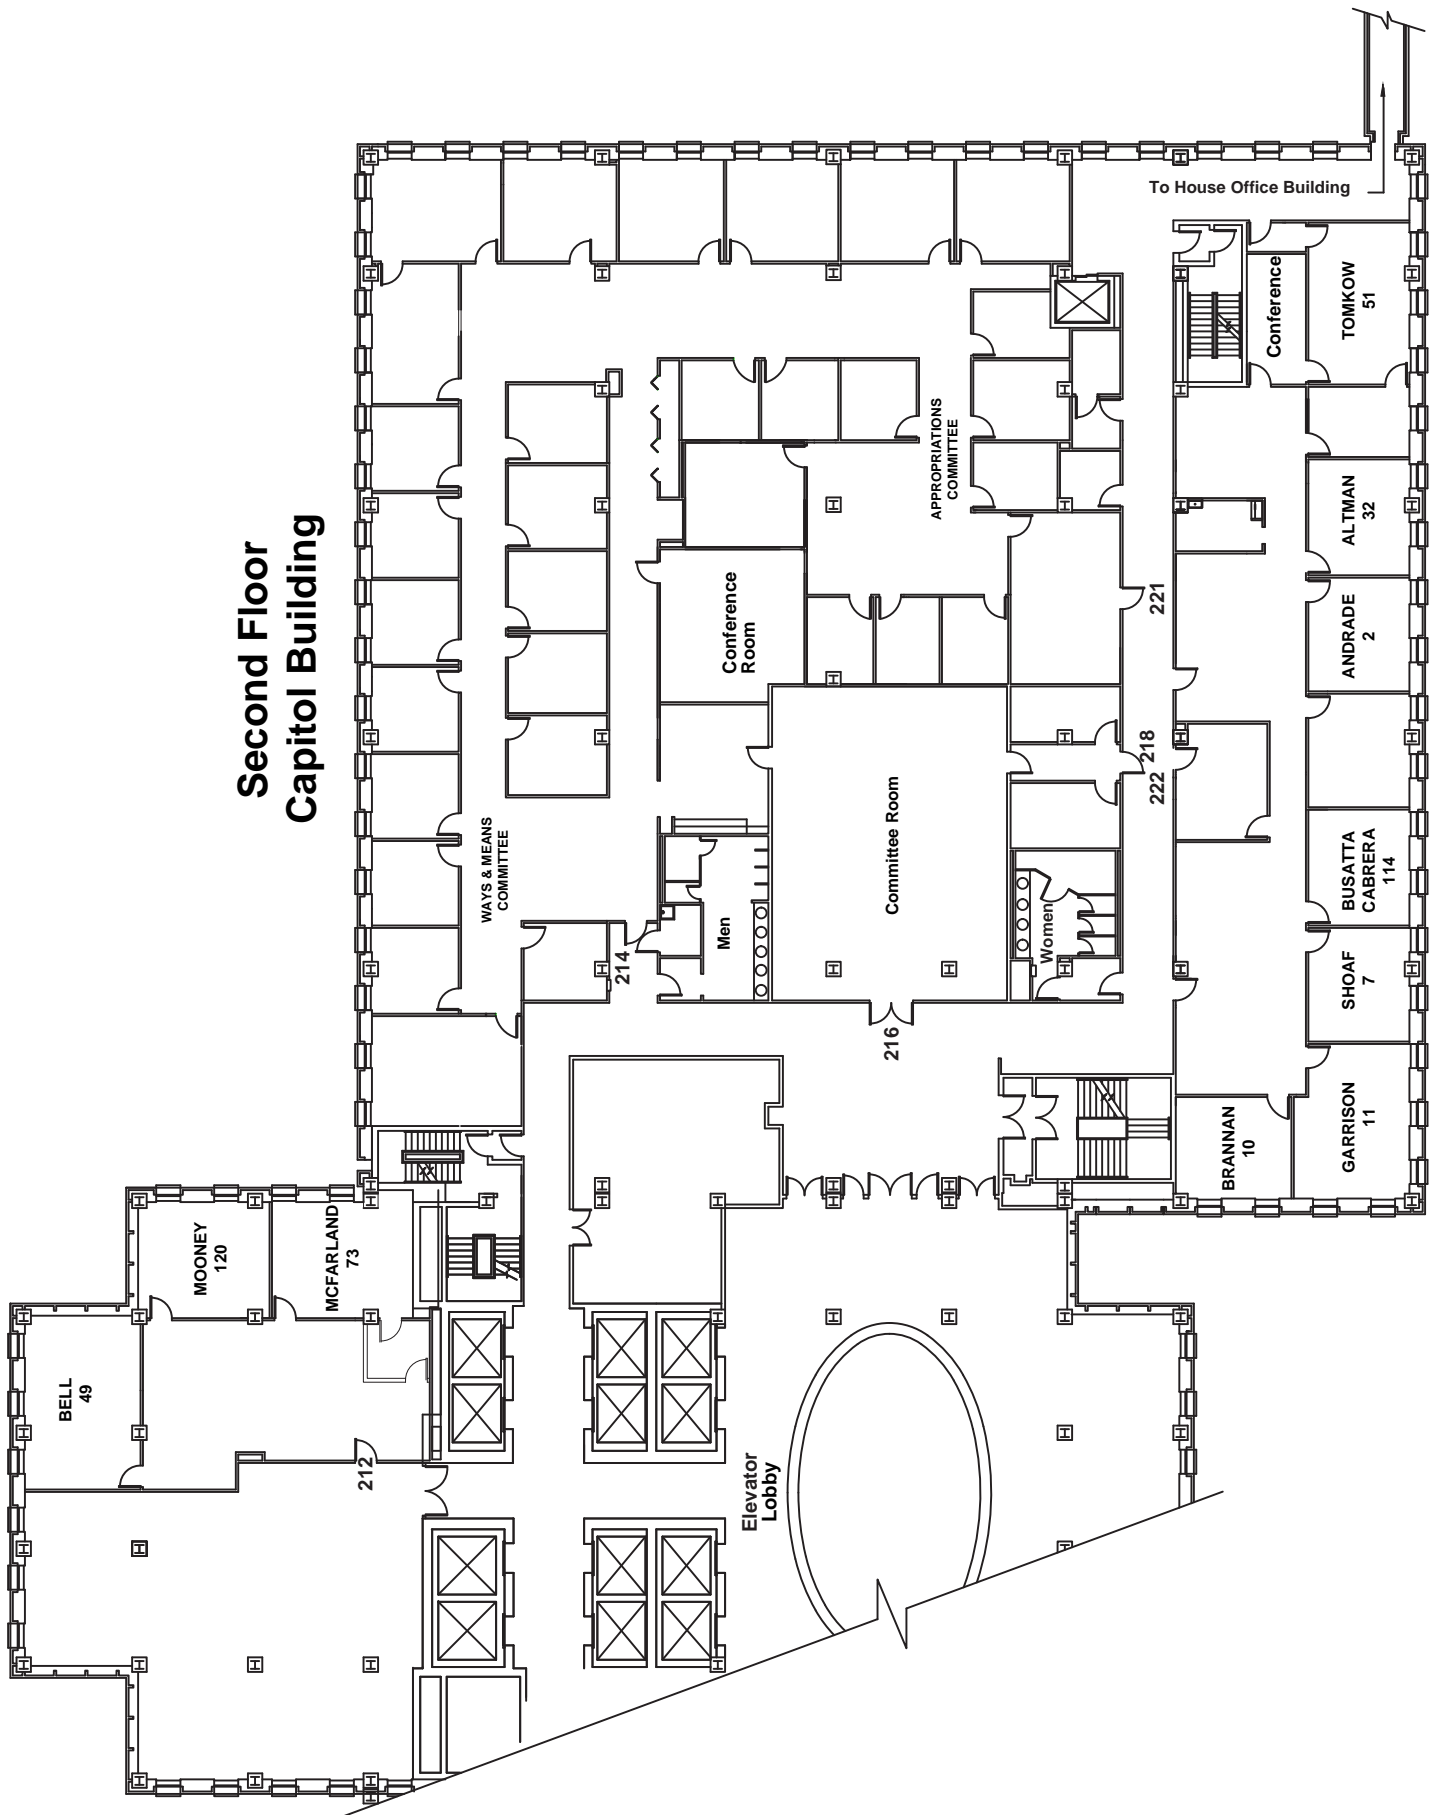 Second Floor
Capitol Building
To House Office Building
TOMKOW
51
Conference
ALTMAN
32
ANDRADE
2
BUSATTA
CABRERA
114
SHOAF
7
GARRISON
11
BRANNAN
10
221
218
222
APPROPRIATIONS
COMMITTEE
Conference
Room
Committee Room
WAYS & MEANS
COMMITTEE
Men
Women
214
216
MOONEY
120
MCFARLAND
73
BELL
49
212
Elevator
Lobby